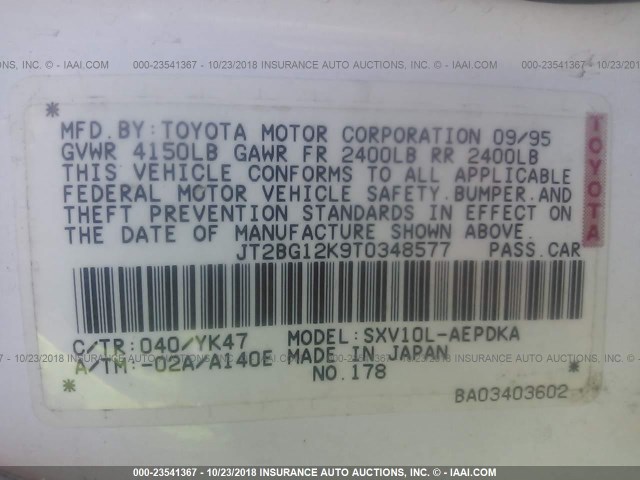 000-23541367 - 10/23/2018 INSURANCE AUTO AUCTIONS, INC. - IAAI.COM
MFD. BY: TOYOTA MOTOR CORPORATION 09/95
GVWR 4150LB GAWR FR 2400LB RR 2400LB
THIS VEHICLE CONFORMS TO ALL APPLICABLE
FEDERAL MOTOR VEHICLE SAFETY.BUMPER.AND
THEFT PREVENTION STANDARDS IN EFFECT ON
THE DATE OF MANUFACTURE SHOWN ABOVE.
JT2BG12K9T0348577 PASS.CAR
TOYOTA
C/TR: 040/YK47 MODEL: SXV10L-AEPDKA
A/TM: -02A/A140E MADE IN JAPAN
NO.178
BA03403602
000-23541367 - 10/23/2018 INSURANCE AUTO AUCTIONS, INC. - IAAI.COM